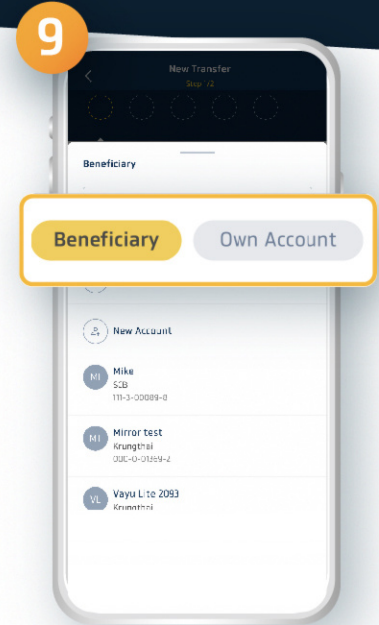 9
New Transfer
Step 1/2
Beneficiary
Beneficiary
Own Account
New Account
MI
Mike
SCB
111-3-00089-0
MI
Mirror test
Krungthai
VL
Vayu Lite 2093
Krungthai